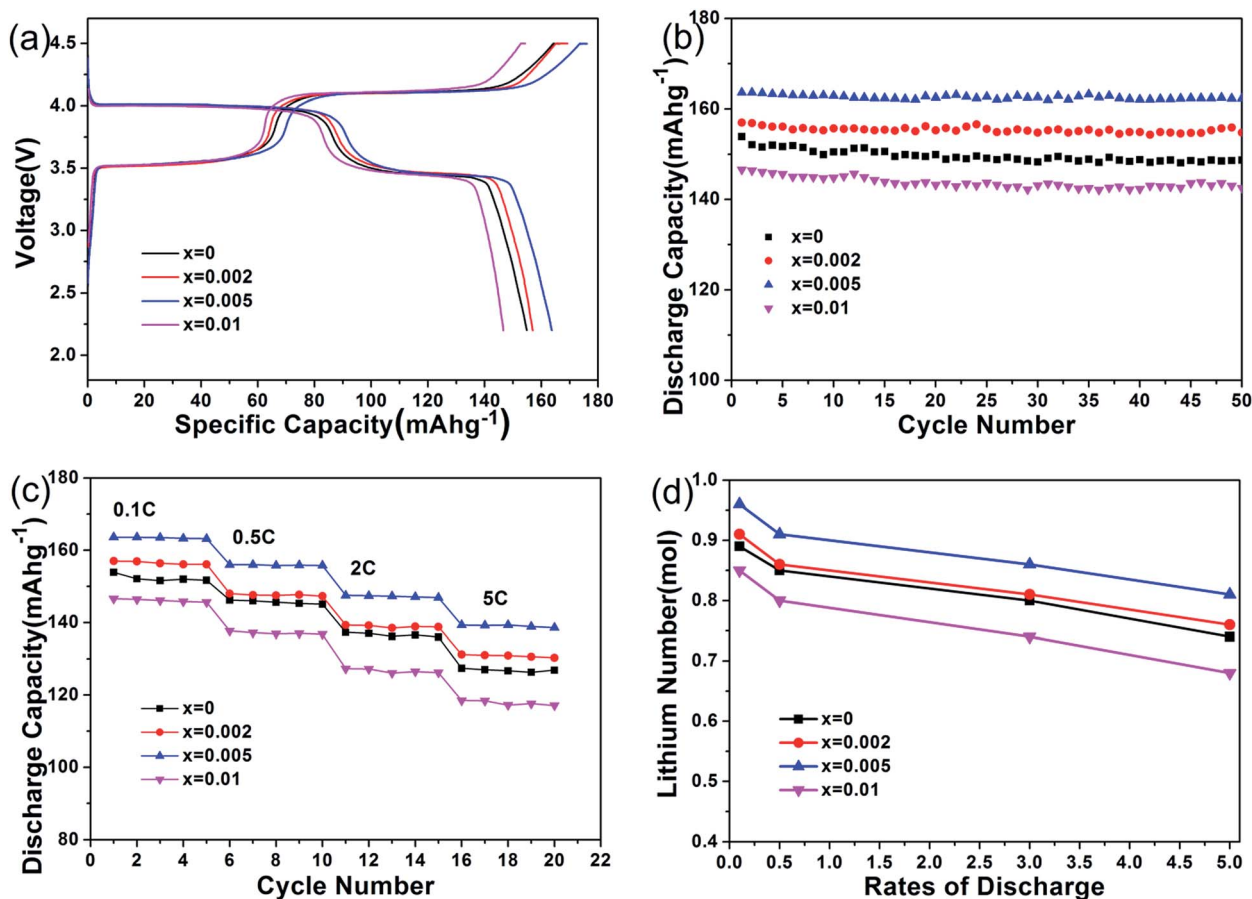 (a)
4.5
4.0
3.5
3.0
2.5
2.0
Voltage(V)
x=0
x=0.002
x=0.005
x=0.01
0 20 40 60 80 100 120 140 160 180
Specific Capacity(mAhg⁻¹)
(b)
180
160
140
120
100
Discharge Capacity(mAhg⁻¹)
x=0
x=0.002
x=0.005
x=0.01
0 5 10 15 20 25 30 35 40 45 50
Cycle Number
(c)
180
160
140
120
100
80
Discharge Capacity(mAhg⁻¹)
0.1C
0.5C
2C
5C
x=0
x=0.002
x=0.005
x=0.01
0 2 4 6 8 10 12 14 16 18 20 22
Cycle Number
(d)
1.0
0.9
0.8
0.7
0.6
0.5
0.4
Lithium Number(mol)
x=0
x=0.002
x=0.005
x=0.01
0.0 0.5 1.0 1.5 2.0 2.5 3.0 3.5 4.0 4.5 5.0
Rates of Discharge